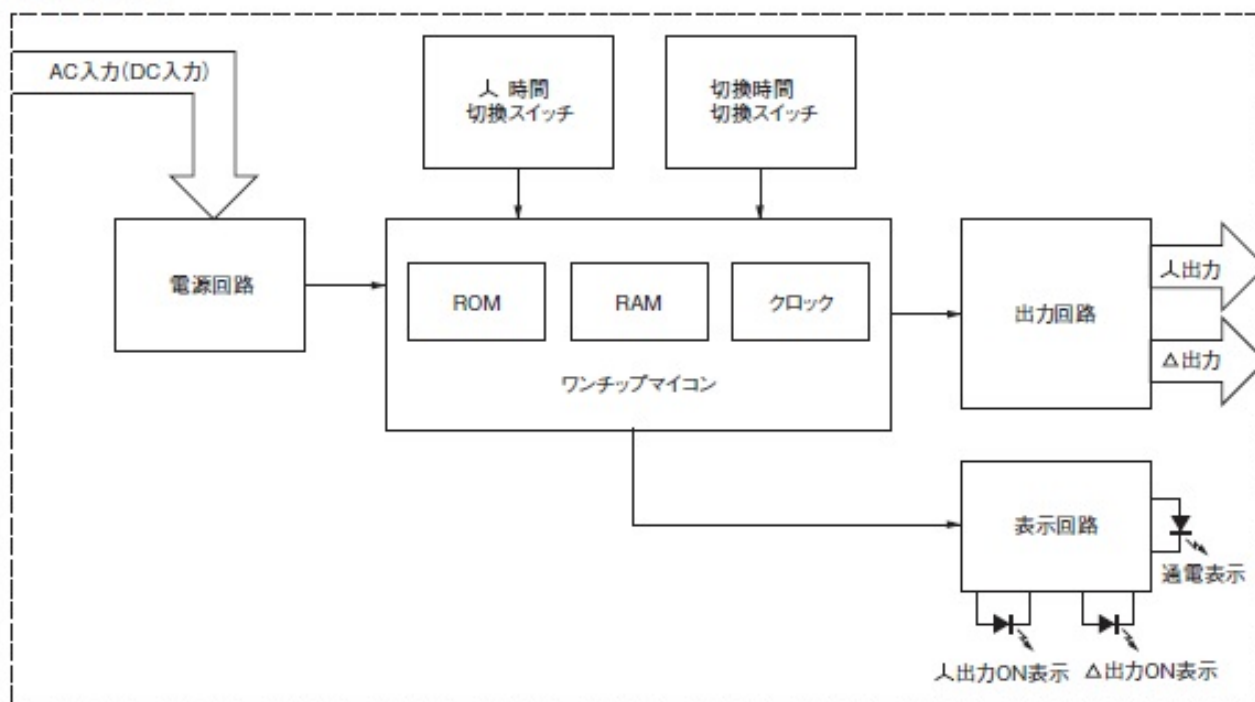 AC入力(DC入力)
人 時間
切換スイッチ
切換時間
切換スイッチ
電源回路
ROM
RAM
クロック
ワンチップマイコン
出力回路
人出力
△出力
表示回路
通電表示
人出力ON表示
△出力ON表示